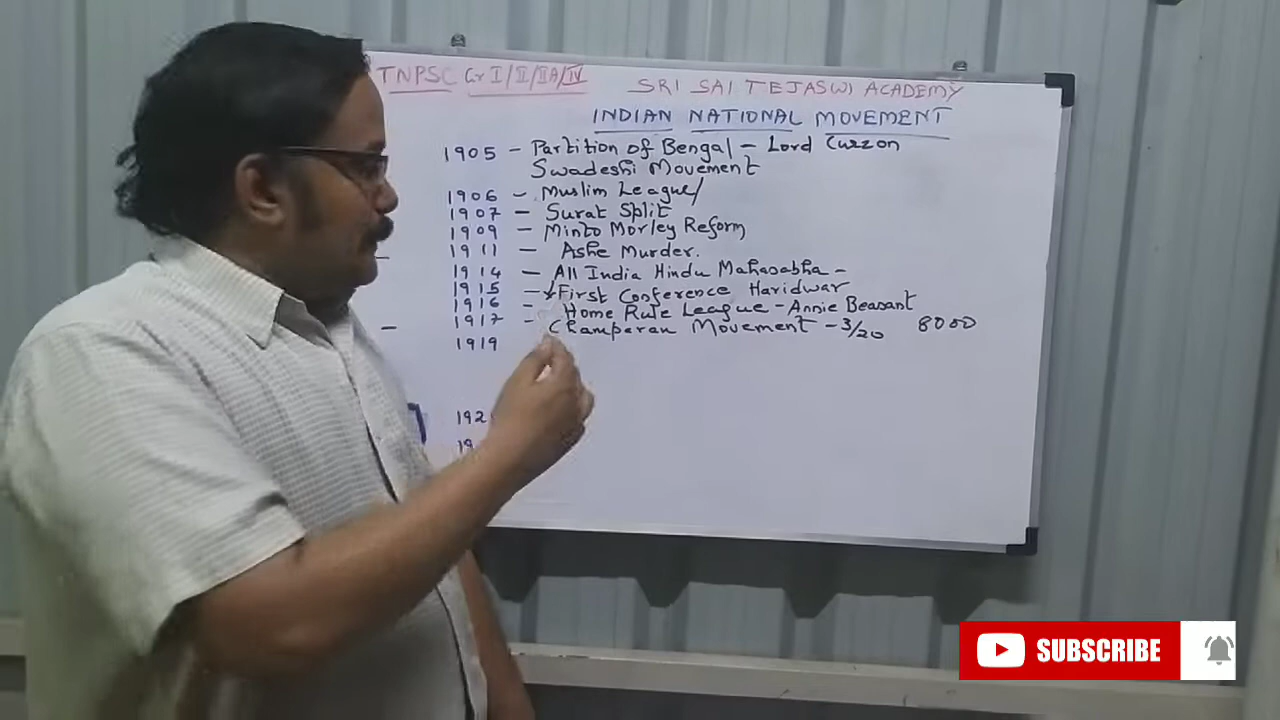 TNPSC Gr I/II/IIA/IV SRI SAI TEJASWI ACADEMY
INDIAN NATIONAL MOVEMENT
1905 - Partition of Bengal - Lord Curzon
Swadeshi Movement
1906 - Muslim League/
1907 - Surat Split
1909 - Minto Morley Reform
1911 - Ashe Murder.
1914 - All India Hindu Mahasabha -
1915 - First Conference Haridwar
1916 - Home Rule League - Annie Beasant
1917 - Champaran Movement - 3/20 8000
1919
192
19
SUBSCRIBE